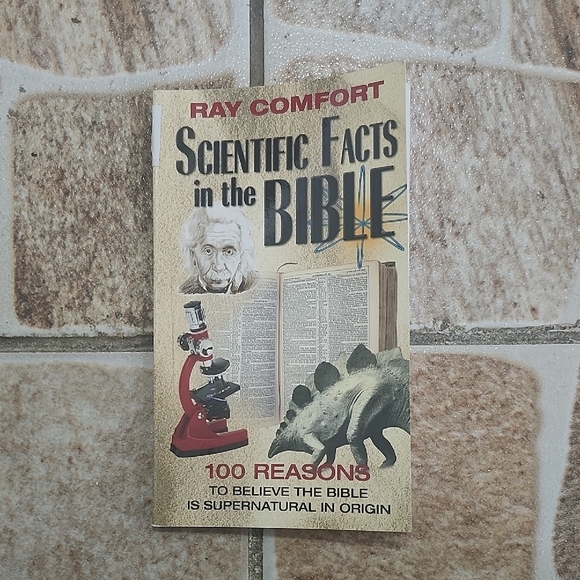 RAY COMFORT
SCIENTIFIC FACTS
in the
BIBLE
100 REASONS
TO BELIEVE THE BIBLE
IS SUPERNATURAL IN ORIGIN